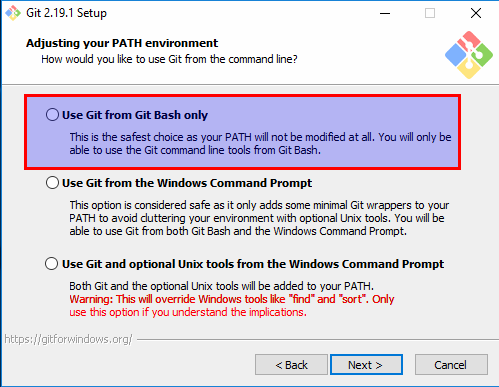 Git 2.19.1 Setup
Adjusting your PATH environment
How would you like to use Git from the command line?
Use Git from Git Bash only
This is the safest choice as your PATH will not be modified at all. You will only be
able to use the Git command line tools from Git Bash.
Use Git from the Windows Command Prompt
This option is considered safe as it only adds some minimal Git wrappers to your
PATH to avoid cluttering your environment with optional Unix tools. You will be
able to use Git from both Git Bash and the Windows Command Prompt.
Use Git and optional Unix tools from the Windows Command Prompt
Both Git and the optional Unix tools will be added to your PATH.
Warning: This will override Windows tools like "find" and "sort". Only
use this option if you understand the implications.
https://gitforwindows.org/
< Back Next > Cancel